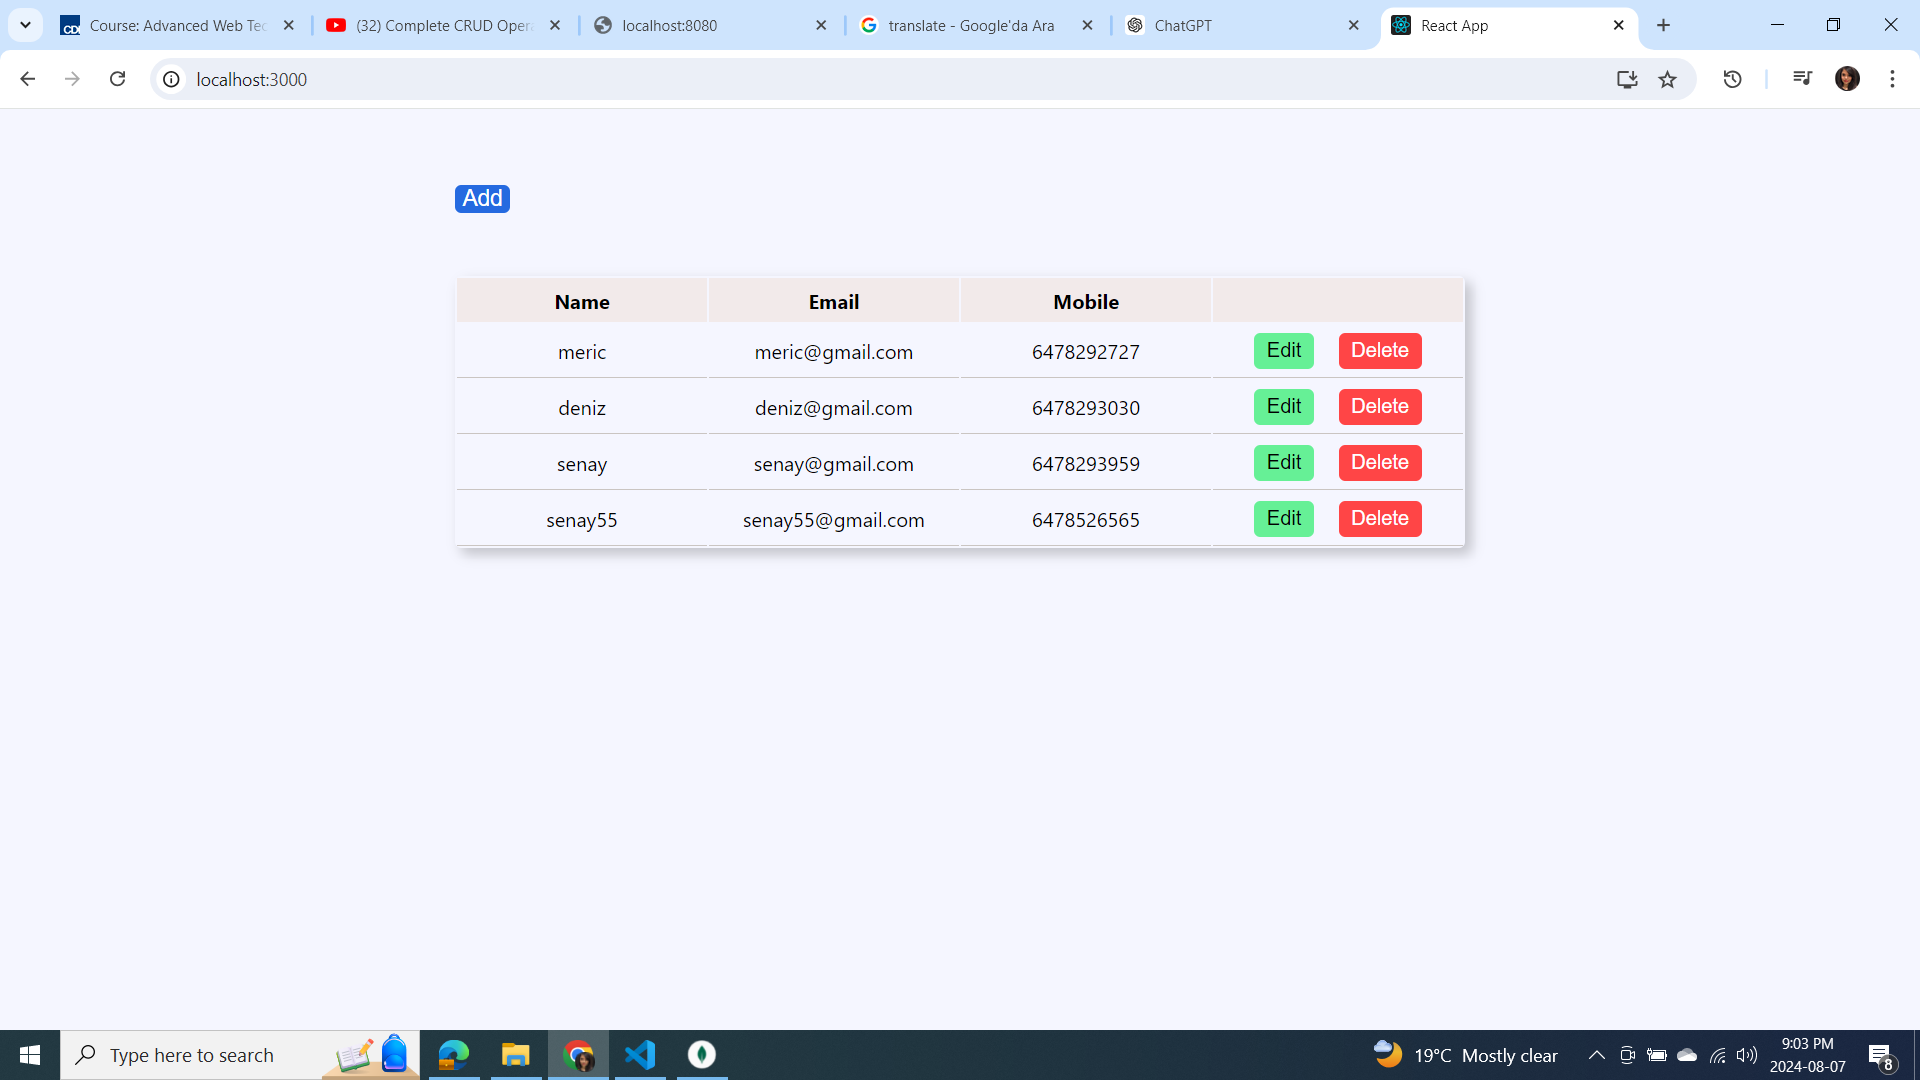 Course: Advanced Web Tec
(32) Complete CRUD Opera
localhost:8080
translate - Google'da Ara
ChatGPT
React App
localhost:3000
Add
Name Email Mobile
meric meric@gmail.com 6478292727 Edit Delete
deniz deniz@gmail.com 6478293030 Edit Delete
senay senay@gmail.com 6478293959 Edit Delete
senay55 senay55@gmail.com 6478526565 Edit Delete
Type here to search
19°C Mostly clear
9:03 PM
2024-08-07
8